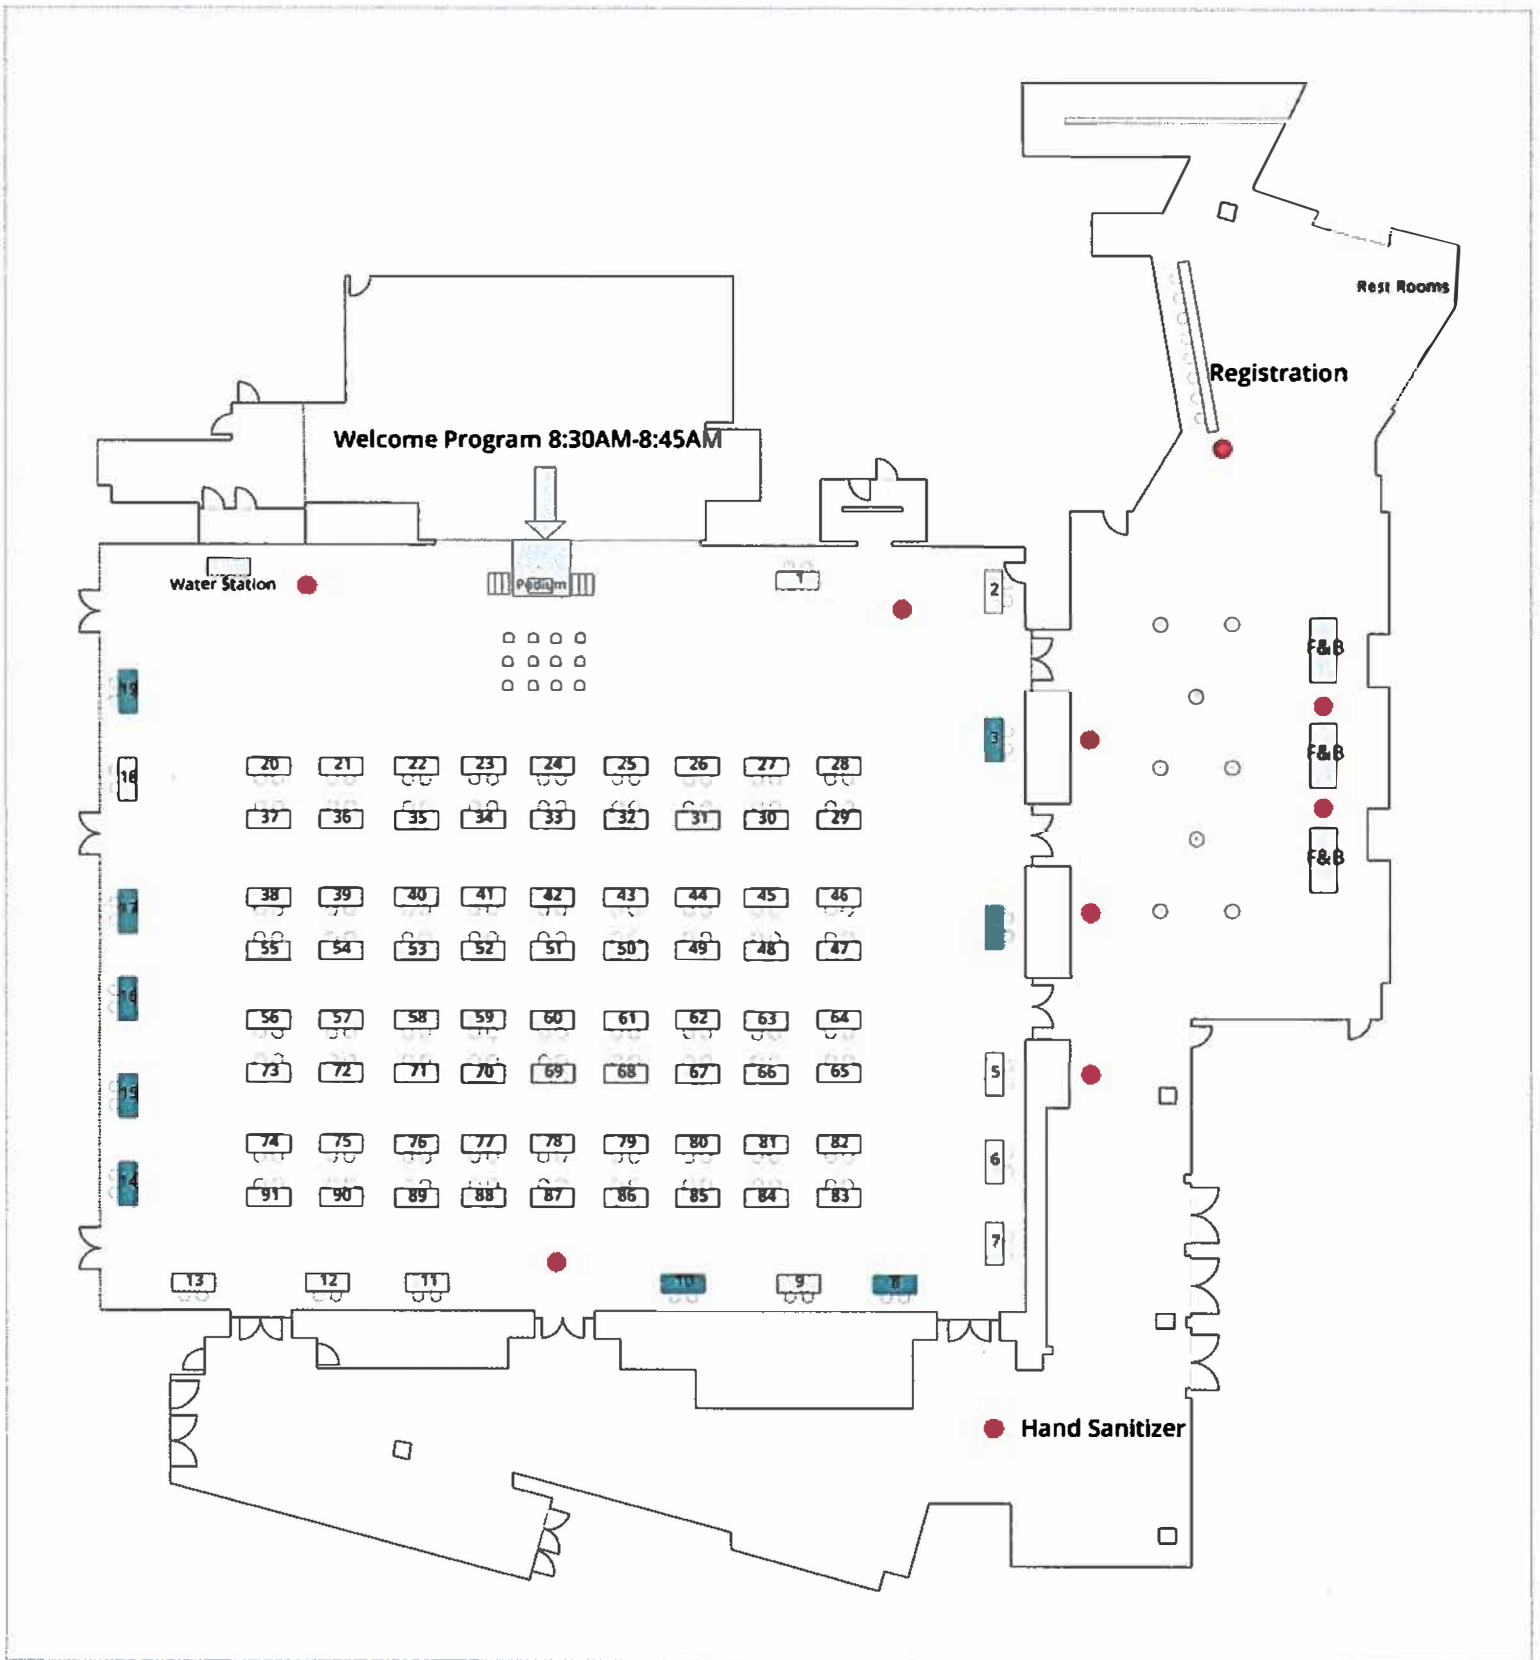 Rest Rooms
Registration
Welcome Program 8:30AM-8:45AM
Water Station
Podium
1
2
F&B
19
3
F&B
18
20 21 22 23 24 25 26 27 28
37 36 35 34 33 32 31 30 29
F&B
17
38 39 40 41 42 43 44 45 46
55 54 53 52 51 50 49 48 47
16
56 57 58 59 60 61 62 63 64
73 72 71 70 69 68 67 66 65
5
15
74 75 76 77 78 79 80 81 82
6
14
91 90 89 88 87 86 85 84 83
7
13 12 11 10 9 8
Hand Sanitizer